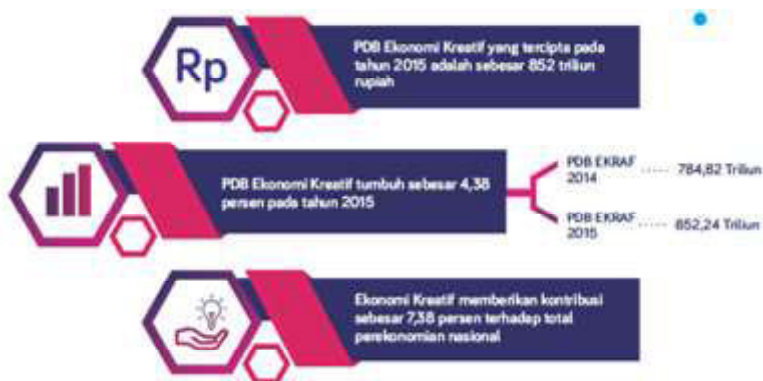 Rp
PDB Ekonomi Kreatif yang tercipta pada
tahun 2015 adalah sebesar 852 triliun
rupiah
PDB Ekonomi Kreatif tumbuh sebesar 4,38
persen pada tahun 2015
PDB EKRAF
2014 ..... 784,82 Triliun
PDB EKRAF
2015 ..... 852,24 Triliun
Ekonomi Kreatif memberikan kontribusi
sebesar 7,38 persen terhadap total
perekonomian nasional